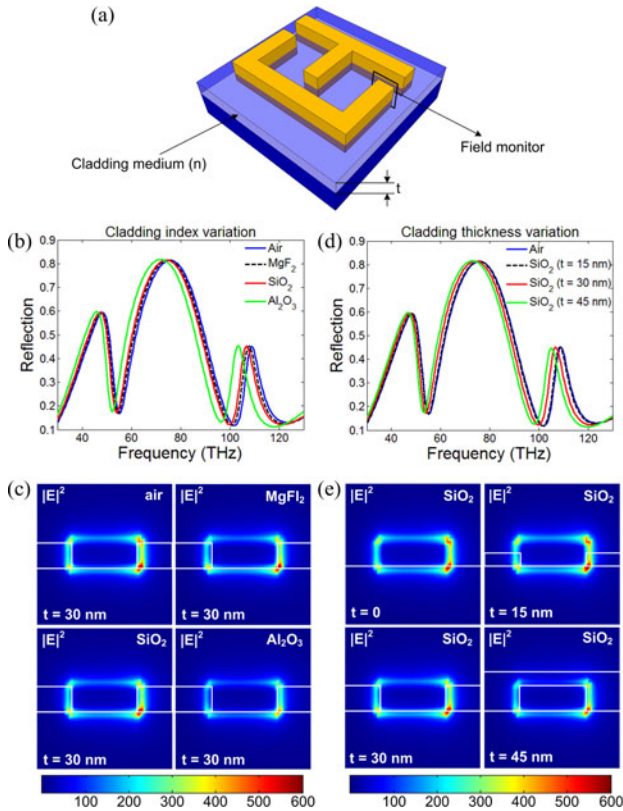 (a)
Cladding medium (n)
Field monitor
t
(b)
Cladding index variation
Air
MgF2
SiO2
Al2O3
Reflection
0.9
0.8
0.7
0.6
0.5
0.4
0.3
0.2
0.1
40 60 80 100 120
Frequency (THz)
(d)
Cladding thickness variation
Air
SiO2 (t = 15 nm)
SiO2 (t = 30 nm)
SiO2 (t = 45 nm)
Reflection
0.9
0.8
0.7
0.6
0.5
0.4
0.3
0.2
0.1
40 60 80 100 120
Frequency (THz)
(c)
|E|2 air
t = 30 nm
|E|2 MgFl2
t = 30 nm
|E|2 SiO2
t = 30 nm
|E|2 Al2O3
t = 30 nm
100 200 300 400 500 600
(e)
|E|2 SiO2
t = 0
|E|2 SiO2
t = 15 nm
|E|2 SiO2
t = 30 nm
|E|2 SiO2
t = 45 nm
100 200 300 400 500 600